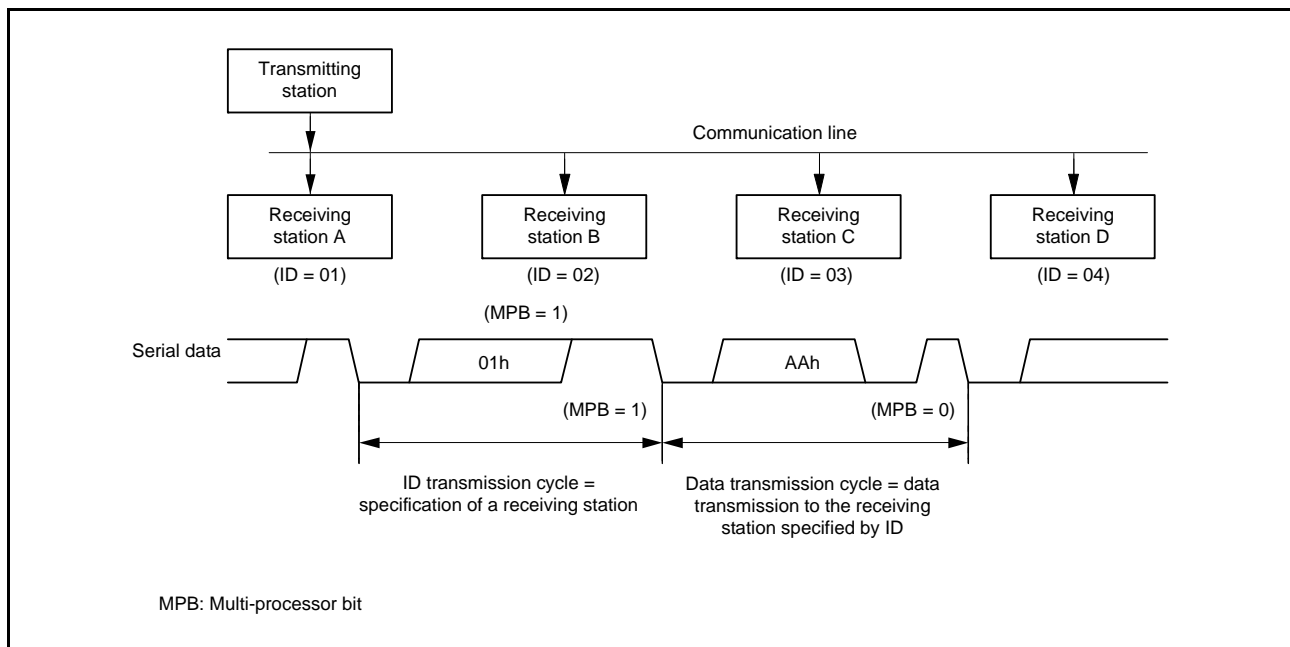 Transmitting
station
Communication line
Receiving
station A
Receiving
station B
Receiving
station C
Receiving
station D
(ID = 01)
(ID = 02)
(ID = 03)
(ID = 04)
(MPB = 1)
Serial data
01h
AAh
(MPB = 1)
(MPB = 0)
ID transmission cycle =
specification of a receiving station
Data transmission cycle = data
transmission to the receiving
station specified by ID
MPB: Multi-processor bit